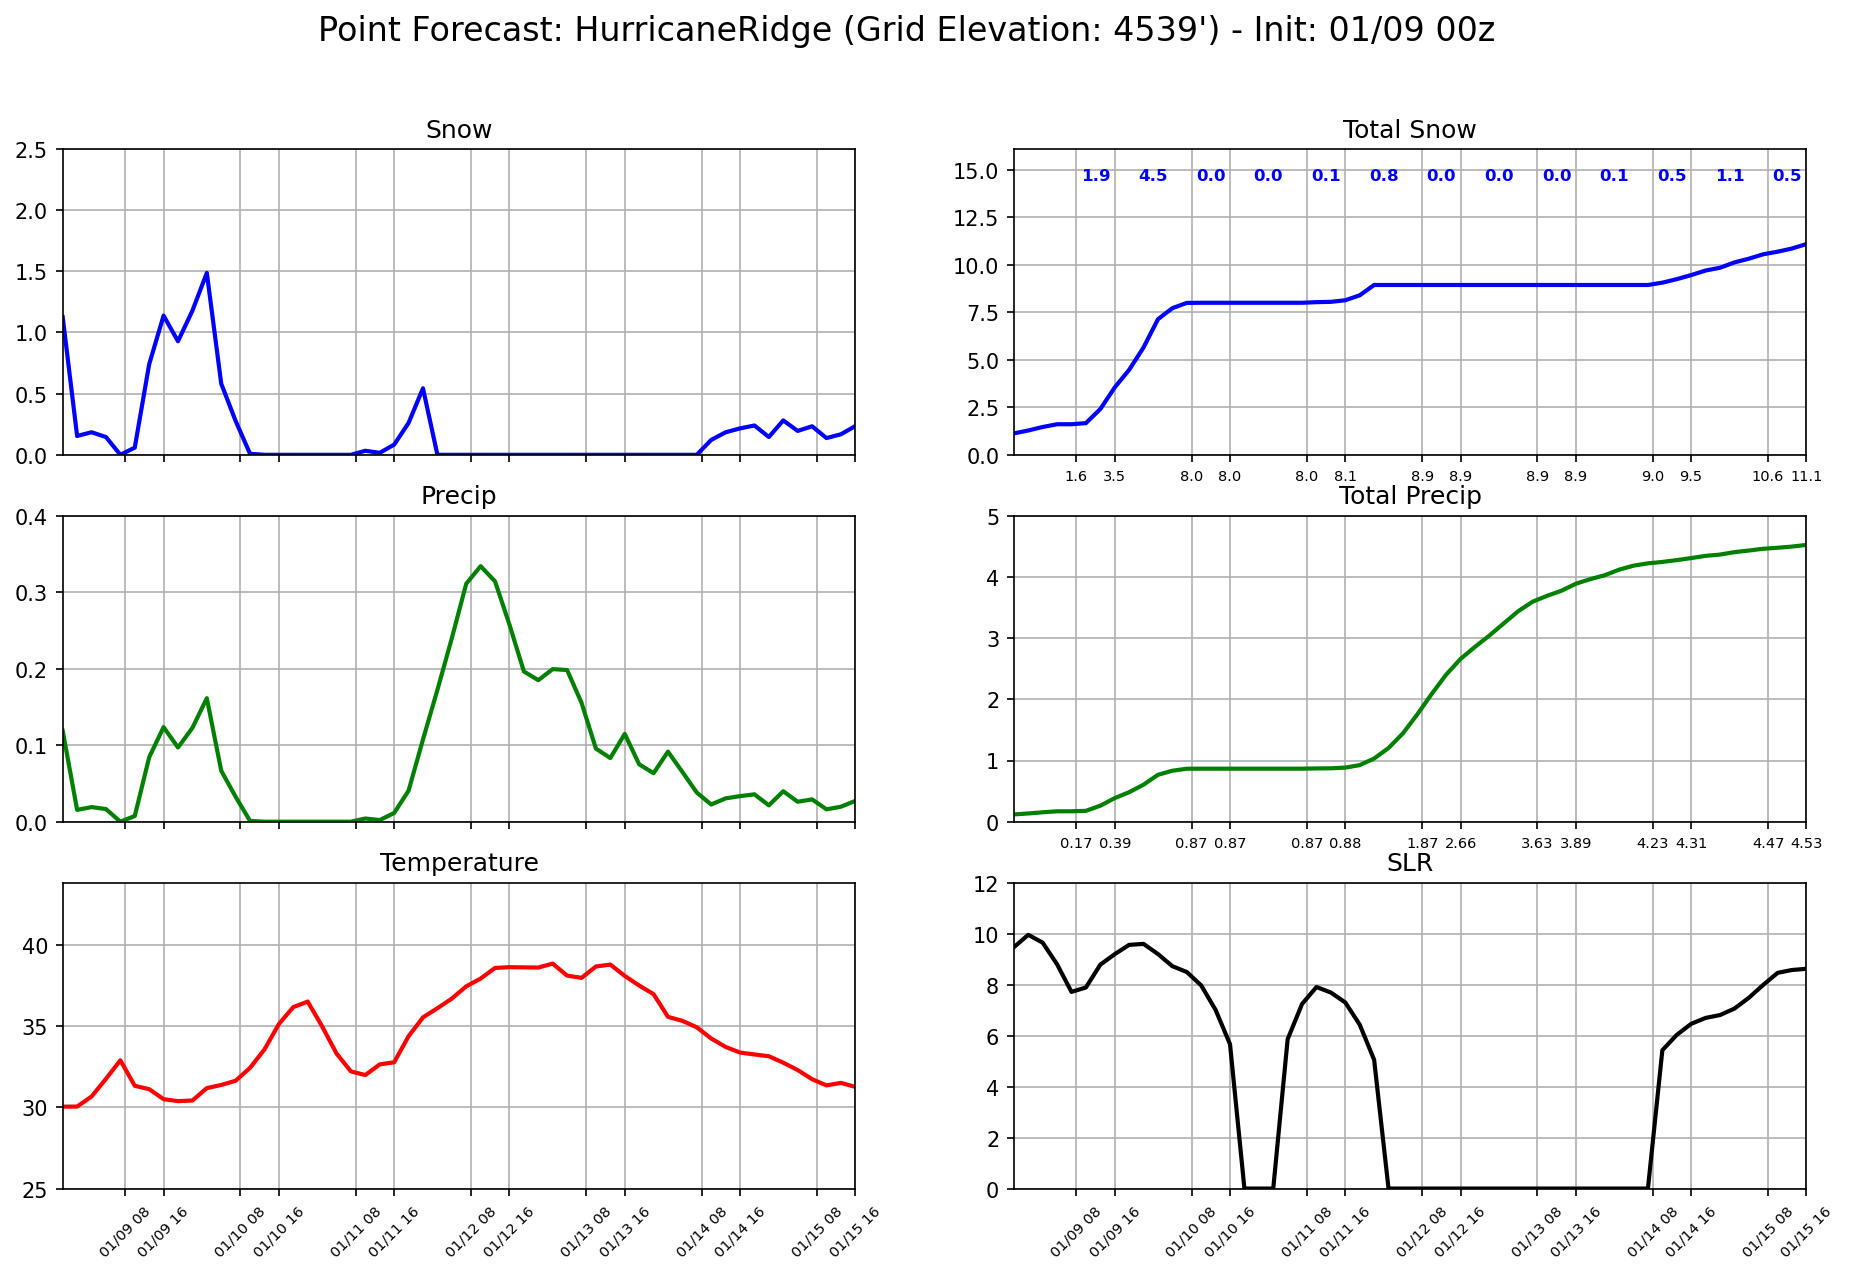 Point Forecast: HurricaneRidge (Grid Elevation: 4539') - Init: 01/09 00z
Snow
2.5
2.0
1.5
1.0
0.5
0.0
Total Snow
15.0
12.5
10.0
7.5
5.0
2.5
0.0
1.9 4.5 0.0 0.0 0.1 0.8 0.0 0.0 0.0 0.1 0.5 1.1 0.5
1.6 3.5 8.0 8.0 8.0 8.1 8.9 8.9 8.9 8.9 9.0 9.5 10.6 11.1
Precip
0.4
0.3
0.2
0.1
0.0
Total Precip
5
4
3
2
1
0
0.17 0.39 0.87 0.87 0.87 0.88 1.87 2.66 3.63 3.89 4.23 4.31 4.47 4.53
Temperature
40
35
30
25
01/09 08 01/09 16 01/10 08 01/10 16 01/11 08 01/11 16 01/12 08 01/12 16 01/13 08 01/13 16 01/14 08 01/14 16 01/15 08 01/15 16
SLR
12
10
8
6
4
2
0
01/09 08 01/09 16 01/10 08 01/10 16 01/11 08 01/11 16 01/12 08 01/12 16 01/13 08 01/13 16 01/14 08 01/14 16 01/15 08 01/15 16